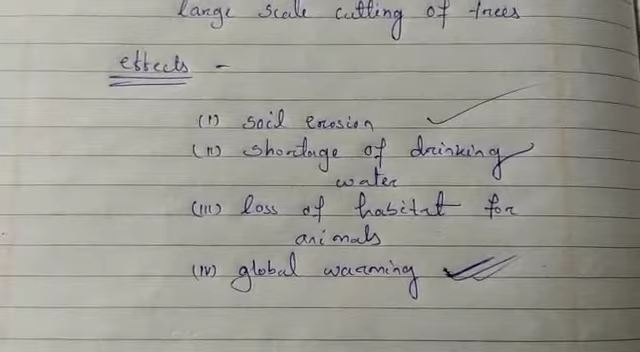 large scale cutting of trees
effects -
(I) soil erosion
(II) shortage of drinking
water
(III) loss of habitat for
animals
(IV) global warming